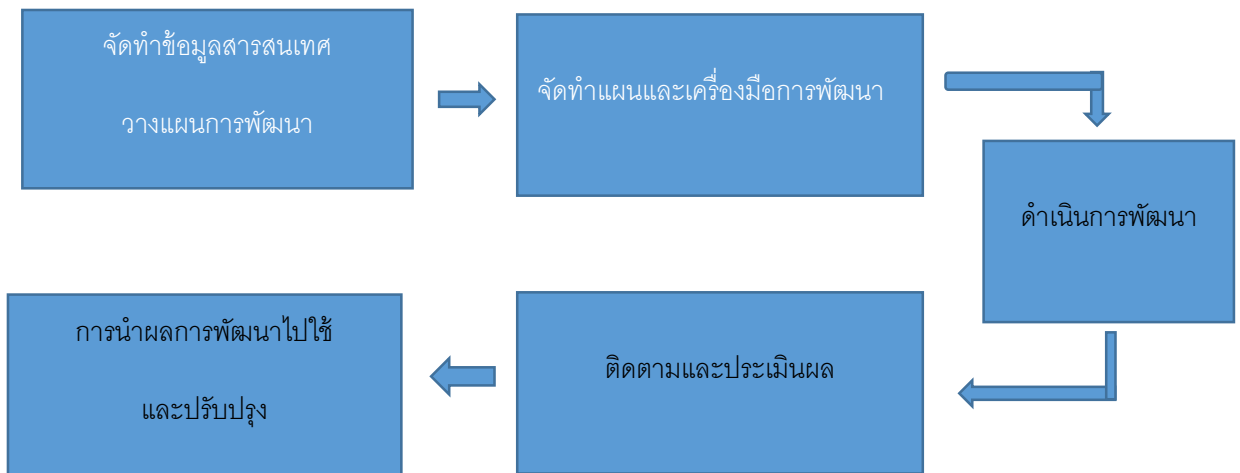 จัดทำข้อมูลสารสนเทศ
วางแผนการพัฒนา
จัดทำแผนและเครื่องมือการพัฒนา
ดำเนินการพัฒนา
ติดตามและประเมินผล
การนำผลการพัฒนาไปใช้
และปรับปรุง